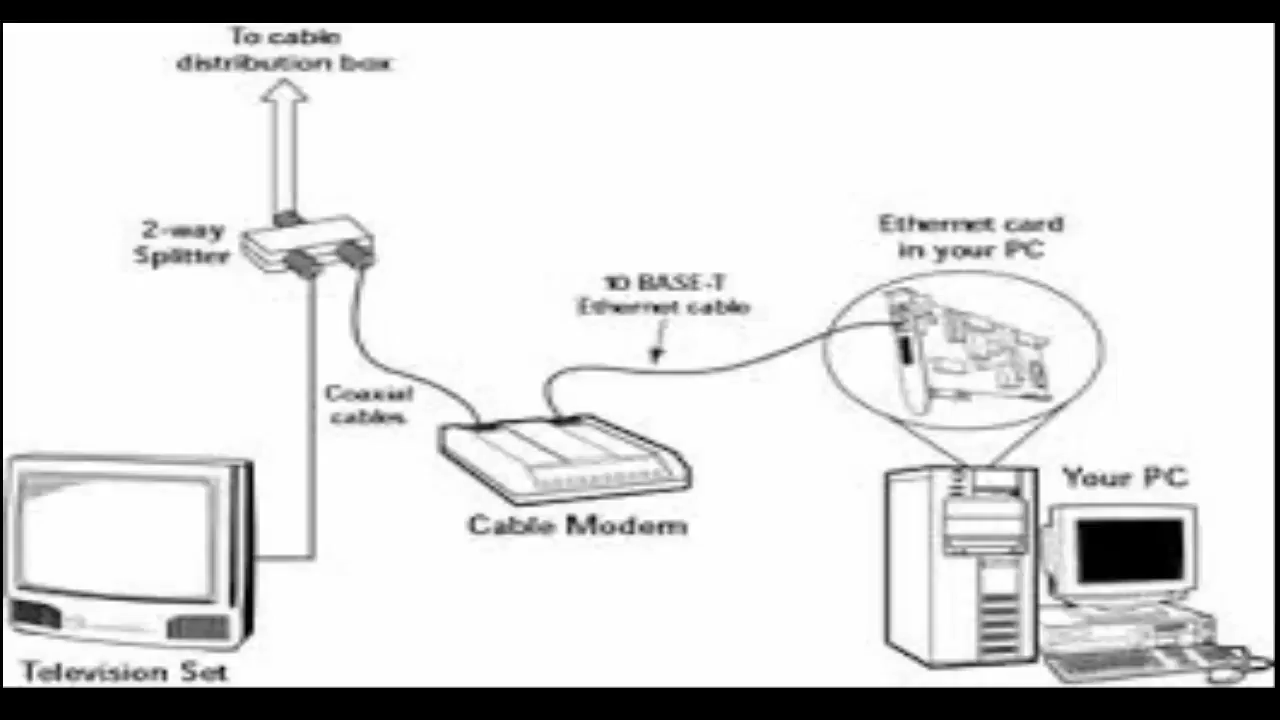 To cable
distribution box
2-way
Splitter
Ethernet card
in your PC
10 BASE-T
Ethernet cable
Coaxial
cables
Your PC
Cable Modem
Television Set